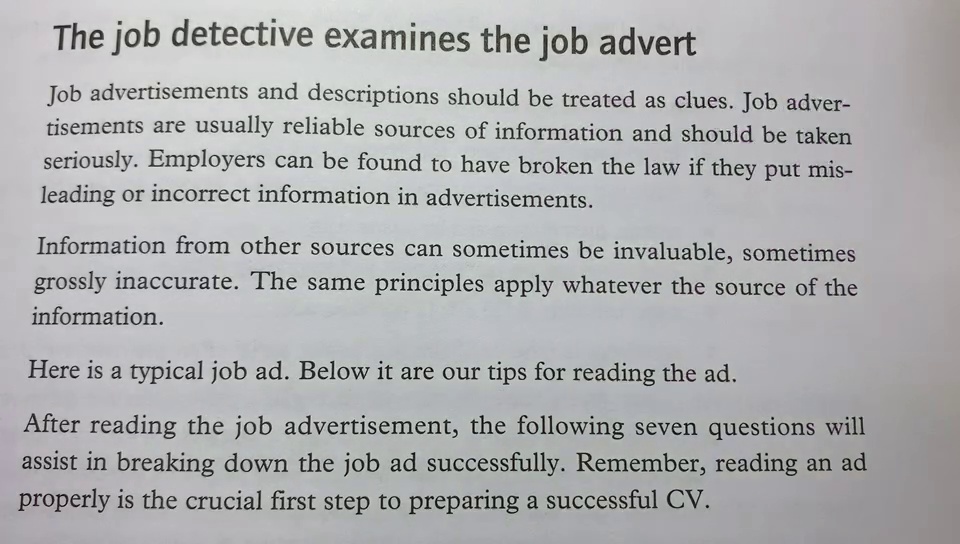 The job detective examines the job advert
Job advertisements and descriptions should be treated as clues. Job adver-
tisements are usually reliable sources of information and should be taken
seriously. Employers can be found to have broken the law if they put mis-
leading or incorrect information in advertisements.
Information from other sources can sometimes be invaluable, sometimes
grossly inaccurate. The same principles apply whatever the source of the
information.
Here is a typical job ad. Below it are our tips for reading the ad.
After reading the job advertisement, the following seven questions will
assist in breaking down the job ad successfully. Remember, reading an ad
properly is the crucial first step to preparing a successful CV.